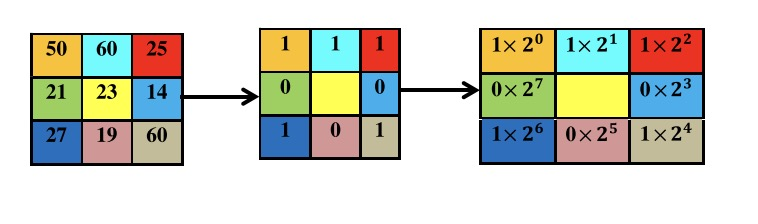 50 60 25
21 23 14
27 19 60
1 1 1
0 0
1 0 1
1 × 2⁰ 1 × 2¹ 1 × 2²
0 × 2⁷ 0 × 2³
1 × 2⁶ 0 × 2⁵ 1 × 2⁴